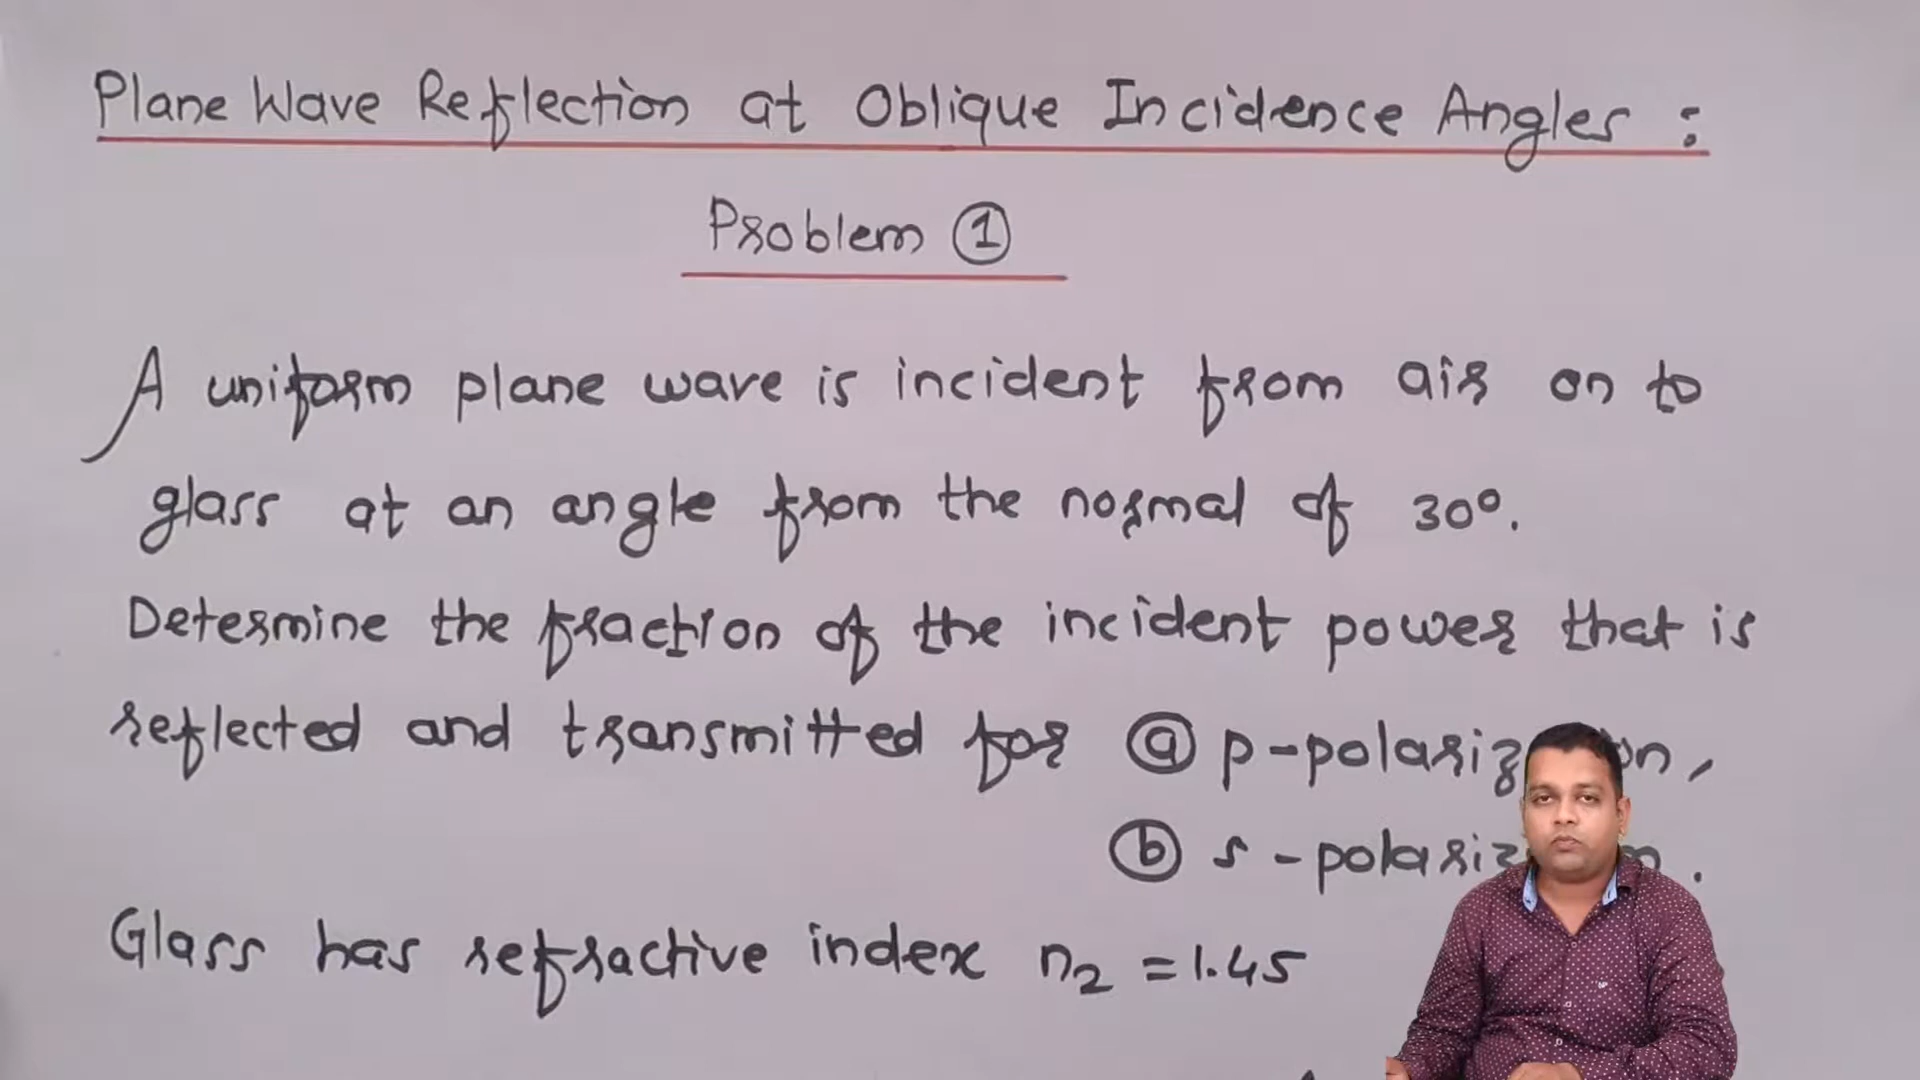 Plane Wave Reflection at Oblique Incidence Angles :
Problem ①
A uniform plane wave is incident from air on to
glass at an angle from the normal of 30°.
Determine the fraction of the incident power that is
reflected and transmitted for ⓐ p-polarization,
ⓑ s-polarization.
Glass has refractive index n₂ = 1.45